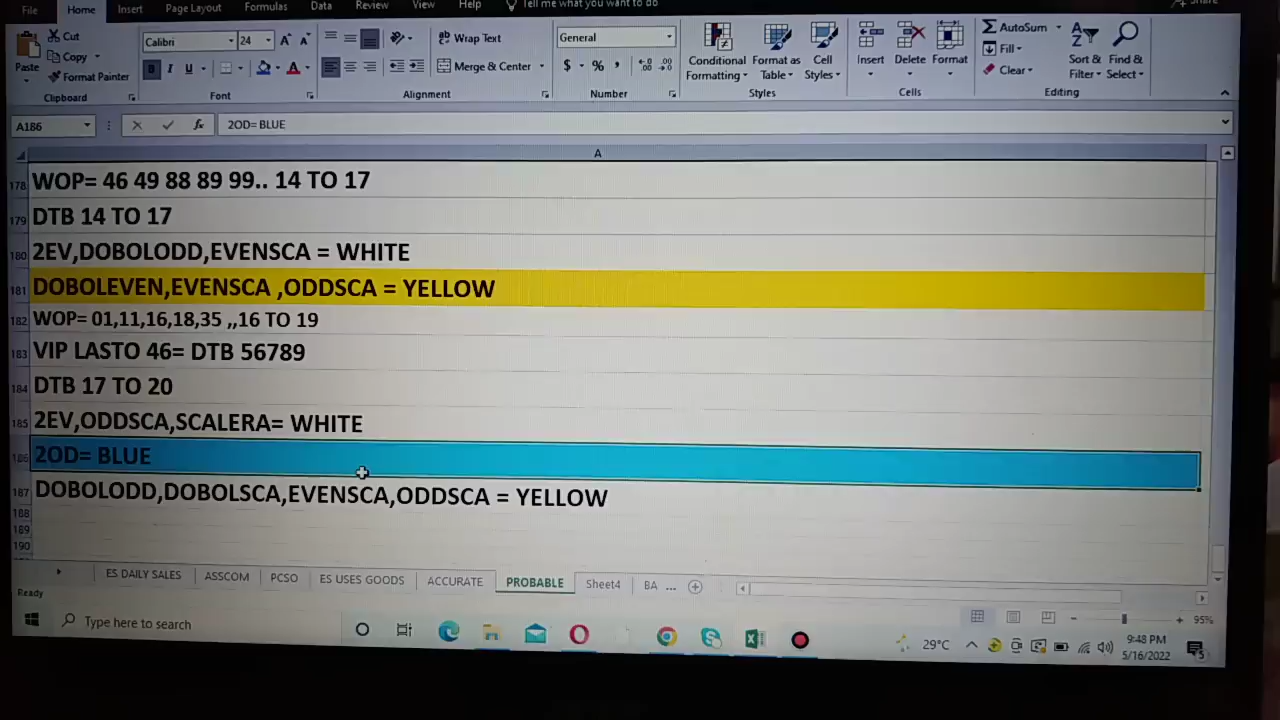 File Home Insert Page Layout Formulas Data Review View Help Tell me what you want to do Share
Cut
Copy
Format Painter
Paste
Clipboard
Calibri 24
B I U
Font
Wrap Text
Merge & Center
Alignment
General
$ % ,
Number
Conditional Formatting
Format as Table
Cell Styles
Styles
Insert Delete Format
Cells
AutoSum
Fill
Clear
Sort & Filter
Find & Select
Editing
A186 fx 2OD= BLUE
A
178 WOP= 46 49 88 89 99.. 14 TO 17
179 DTB 14 TO 17
180 2EV,DOBOLODD,EVENSCA = WHITE
181 DOBOLEVEN,EVENSCA ,ODDSCA = YELLOW
182 WOP= 01,11,16,18,35 ,,16 TO 19
183 VIP LASTO 46= DTB 56789
184 DTB 17 TO 20
185 2EV,ODDSCA,SCALERA= WHITE
186 2OD= BLUE
187 DOBOLODD,DOBOLSCA,EVENSCA,ODDSCA = YELLOW
188
189
190
ES DAILY SALES ASSCOM PCSO ES USES GOODS ACCURATE PROBABLE Sheet4 BA ...
Ready 95%
Type here to search 29°C 9:48 PM
5/16/2022 5